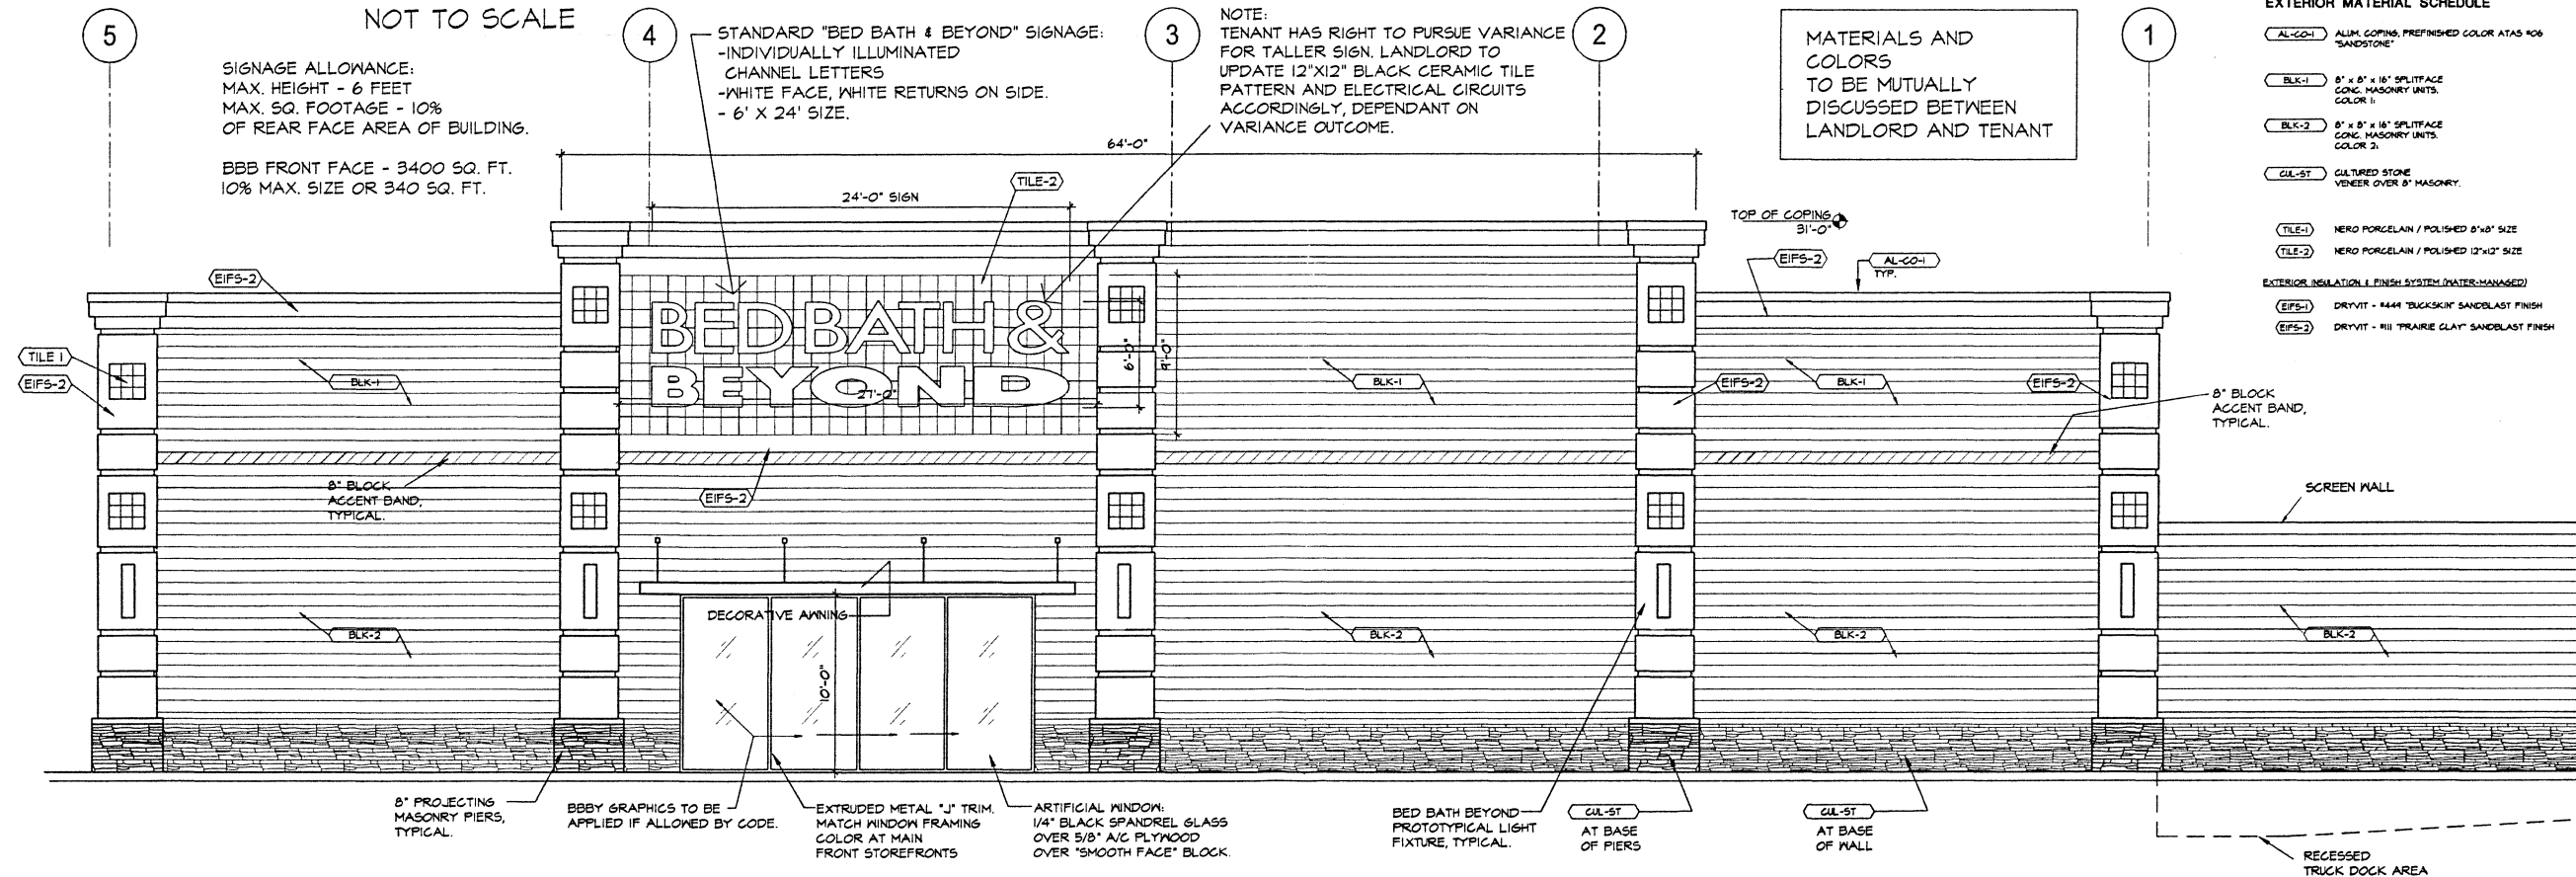 NOT TO SCALE
5
4
3
2
1
SIGNAGE ALLOWANCE:
MAX. HEIGHT - 6 FEET
MAX. SQ. FOOTAGE - 10%
OF REAR FACE AREA OF BUILDING.
BBB FRONT FACE - 3400 SQ. FT.
10% MAX. SIZE OR 340 SQ. FT.
STANDARD "BED BATH & BEYOND" SIGNAGE:
-INDIVIDUALLY ILLUMINATED
CHANNEL LETTERS
-WHITE FACE, WHITE RETURNS ON SIDE.
- 6' X 24' SIZE.
NOTE:
TENANT HAS RIGHT TO PURSUE VARIANCE
FOR TALLER SIGN. LANDLORD TO
UPDATE 12"X12" BLACK CERAMIC TILE
PATTERN AND ELECTRICAL CIRCUITS
ACCORDINGLY, DEPENDANT ON
VARIANCE OUTCOME.
MATERIALS AND
COLORS
TO BE MUTUALLY
DISCUSSED BETWEEN
LANDLORD AND TENANT
EXTERIOR MATERIAL SCHEDULE
AL-CO-1 ALUM. COPING, PREFINISHED COLOR ATAS #06
"SANDSTONE"
BLK-1 8" x 8" x 16" SPLITFACE
CONC. MASONRY UNITS.
COLOR 1:
BLK-2 8" x 8" x 16" SPLITFACE
CONC. MASONRY UNITS.
COLOR 2:
CUL-ST CULTURED STONE
VENEER OVER 8" MASONRY.
TILE-1 NERO PORCELAIN / POLISHED 8"x8" SIZE
TILE-2 NERO PORCELAIN / POLISHED 12"x12" SIZE
EXTERIOR INSULATION & FINISH SYSTEM (WATER-MANAGED)
EIFS-1 DRYVIT - #449 "BUCKSKIN" SANDBLAST FINISH
EIFS-2 DRYVIT - #111 "PRAIRIE CLAY" SANDBLAST FINISH
64'-0"
24'-0" SIGN
TILE-2
TOP OF COPING
31'-0"
EIFS-2
AL-CO-1
TYP.
EIFS-2
BED BATH &
BEYOND
27'-0"
6'-0"
9'-0"
TILE 1
EIFS-2
BLK-1
BLK-1
EIFS-2
BLK-1
EIFS-2
8" BLOCK
ACCENT BAND,
TYPICAL.
8" BLOCK
ACCENT BAND,
TYPICAL.
EIFS-2
SCREEN WALL
DECORATIVE AWNING
10'-0"
BLK-2
BLK-2
BLK-2
BLK-2
8" PROJECTING
MASONRY PIERS,
TYPICAL.
BBBY GRAPHICS TO BE
APPLIED IF ALLOWED BY CODE.
EXTRUDED METAL "J" TRIM.
MATCH WINDOW FRAMING
COLOR AT MAIN
FRONT STOREFRONTS
ARTIFICIAL WINDOW:
1/4" BLACK SPANDREL GLASS
OVER 5/8" A/C PLYWOOD
OVER "SMOOTH FACE" BLOCK.
BED BATH BEYOND
PROTOTYPICAL LIGHT
FIXTURE, TYPICAL.
CUL-ST
AT BASE
OF PIERS
CUL-ST
AT BASE
OF WALL
RECESSED
TRUCK DOCK AREA